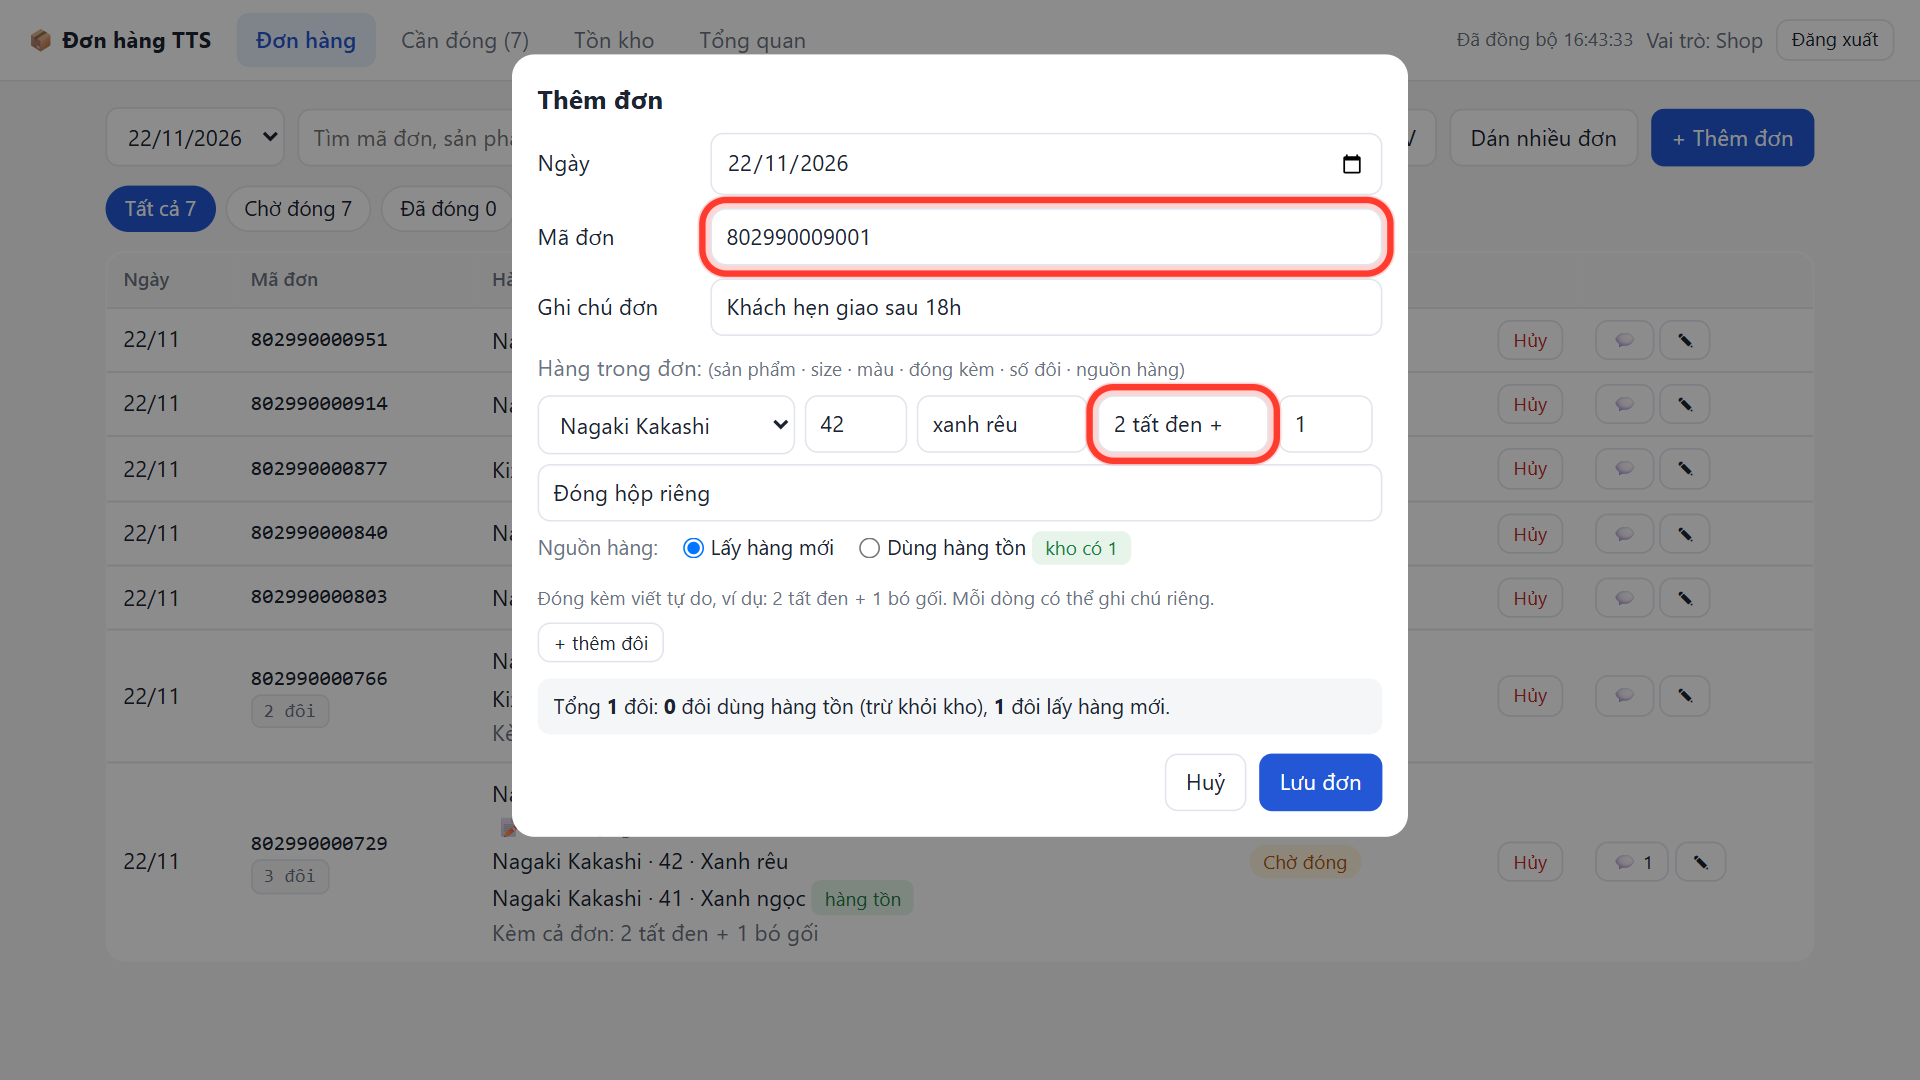 Đơn hàng TTS
Đơn hàng
Cần đóng (7)
Tồn kho
Tổng quan
Đã đồng bộ 16:43:33
Vai trò: Shop
Đăng xuất
22/11/2026
Tìm mã đơn, sản
Dán nhiều đơn
+ Thêm đơn
Tất cả 7
Chờ đóng 7
Đã đóng 0
Ngày
Mã đơn
22/11
802990000951
Hủy
22/11
802990000914
Hủy
22/11
802990000877
Hủy
22/11
802990000840
Hủy
22/11
802990000803
Hủy
22/11
802990000766
2 đôi
Hủy
22/11
802990000729
3 đôi
Nagaki Kakashi · 42 · Xanh rêu
Nagaki Kakashi · 41 · Xanh ngọc hàng tồn
Kèm cả đơn: 2 tất đen + 1 bó gối
Chờ đóng
Hủy
1
Thêm đơn
Ngày
22/11/2026
Mã đơn
802990009001
Ghi chú đơn
Khách hẹn giao sau 18h
Hàng trong đơn: (sản phẩm · size · màu · đóng kèm · số đôi · nguồn hàng)
Nagaki Kakashi
42
xanh rêu
2 tất đen +
1
Đóng hộp riêng
Nguồn hàng:
Lấy hàng mới
Dùng hàng tồn
kho có 1
Đóng kèm viết tự do, ví dụ: 2 tất đen + 1 bó gối. Mỗi dòng có thể ghi chú riêng.
+ thêm đôi
Tổng 1 đôi: 0 đôi dùng hàng tồn (trừ khỏi kho), 1 đôi lấy hàng mới.
Huỷ
Lưu đơn